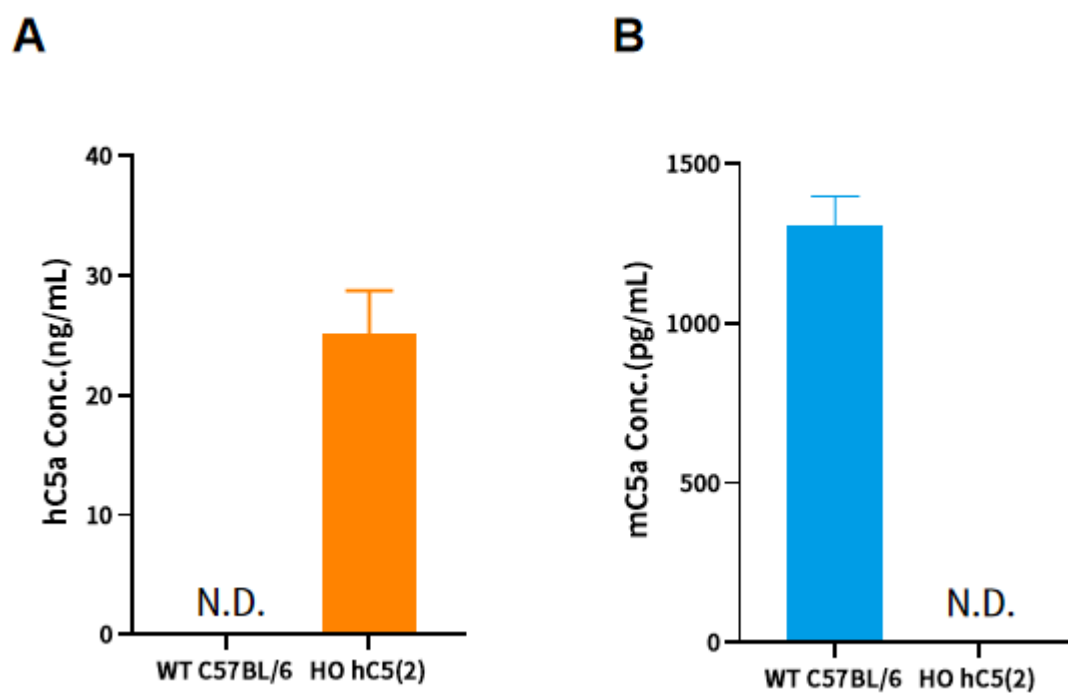 A
hC5a Conc.(ng/mL)
40
30
20
10
0
N.D.
WT C57BL/6 HO hC5(2)
B
mC5a Conc.(pg/mL)
1500
1000
500
0
N.D.
WT C57BL/6 HO hC5(2)